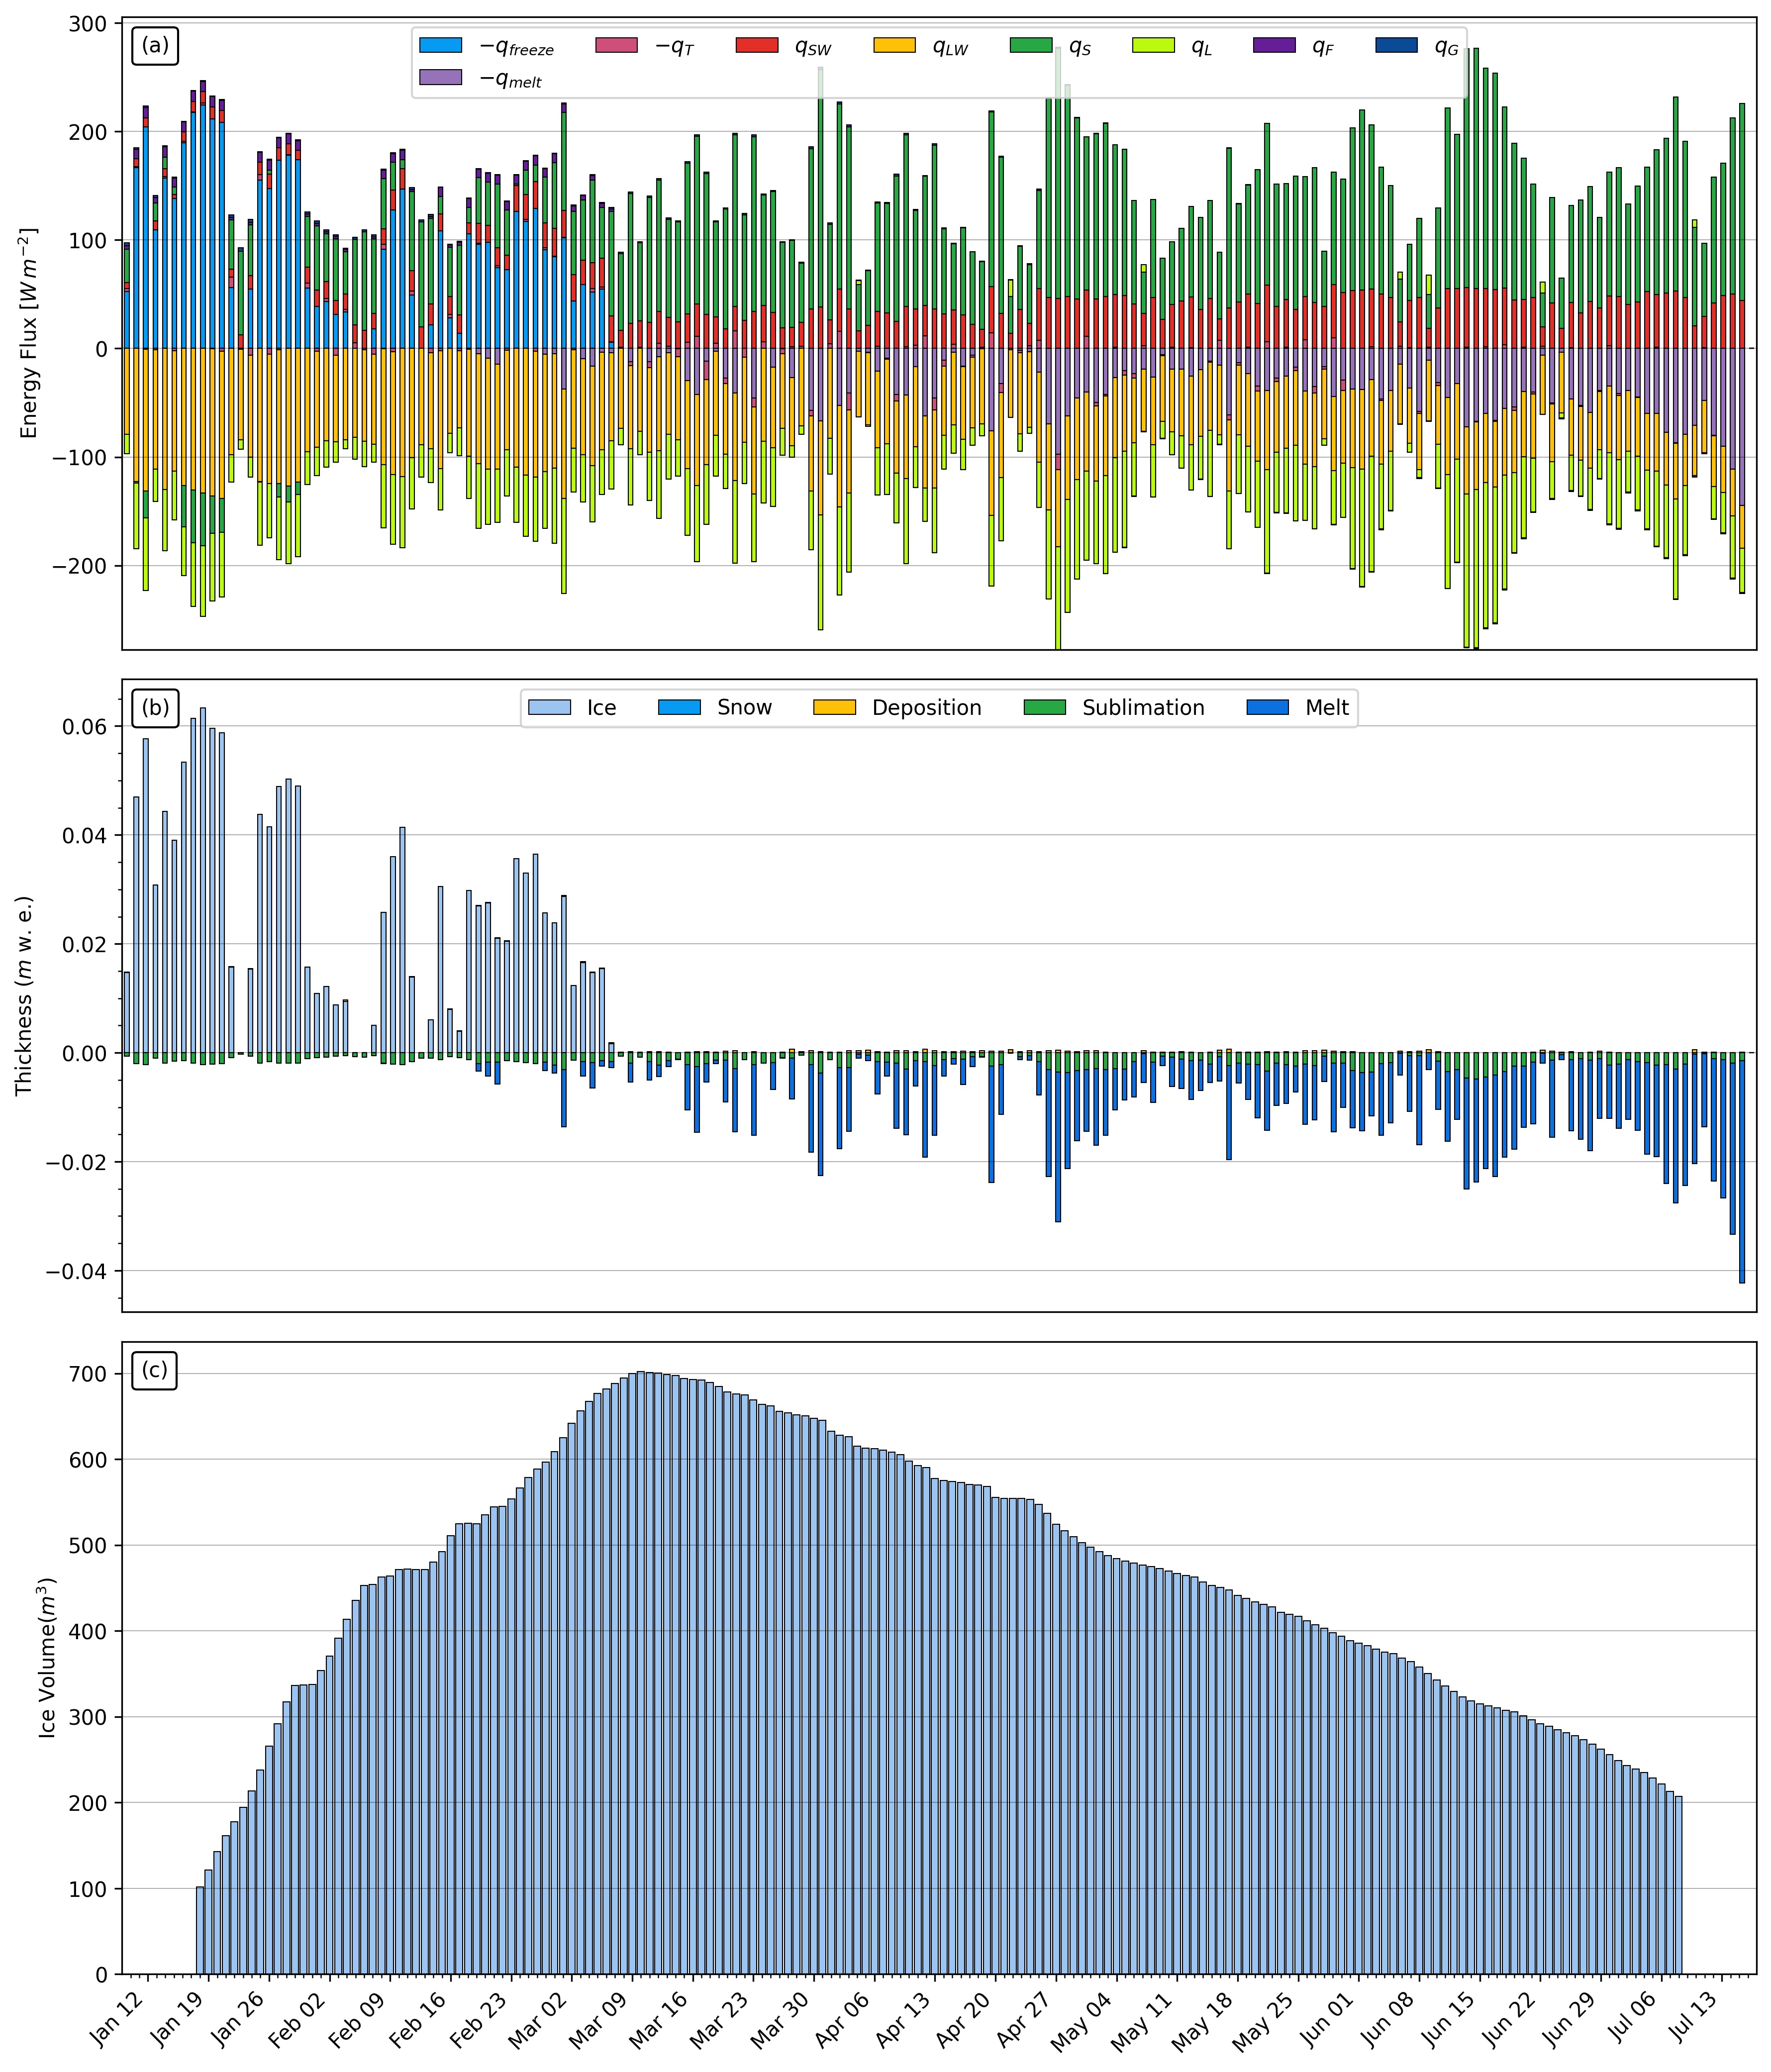 (a)
−q_freeze −q_T q_SW q_LW q_S q_L q_F q_G
−q_melt
300
200
100
0
−100
−200
Energy Flux [W m⁻²]
(b)
Ice Snow Deposition Sublimation Melt
0.06
0.04
0.02
0.00
−0.02
−0.04
Thickness (m w. e.)
(c)
700
600
500
400
300
200
100
0
Ice Volume(m³)
Jan 12 Jan 19 Jan 26 Feb 02 Feb 09 Feb 16 Feb 23 Mar 02 Mar 09 Mar 16 Mar 23 Mar 30 Apr 06 Apr 13 Apr 20 Apr 27 May 04 May 11 May 18 May 25 Jun 01 Jun 08 Jun 15 Jun 22 Jun 29 Jul 06 Jul 13